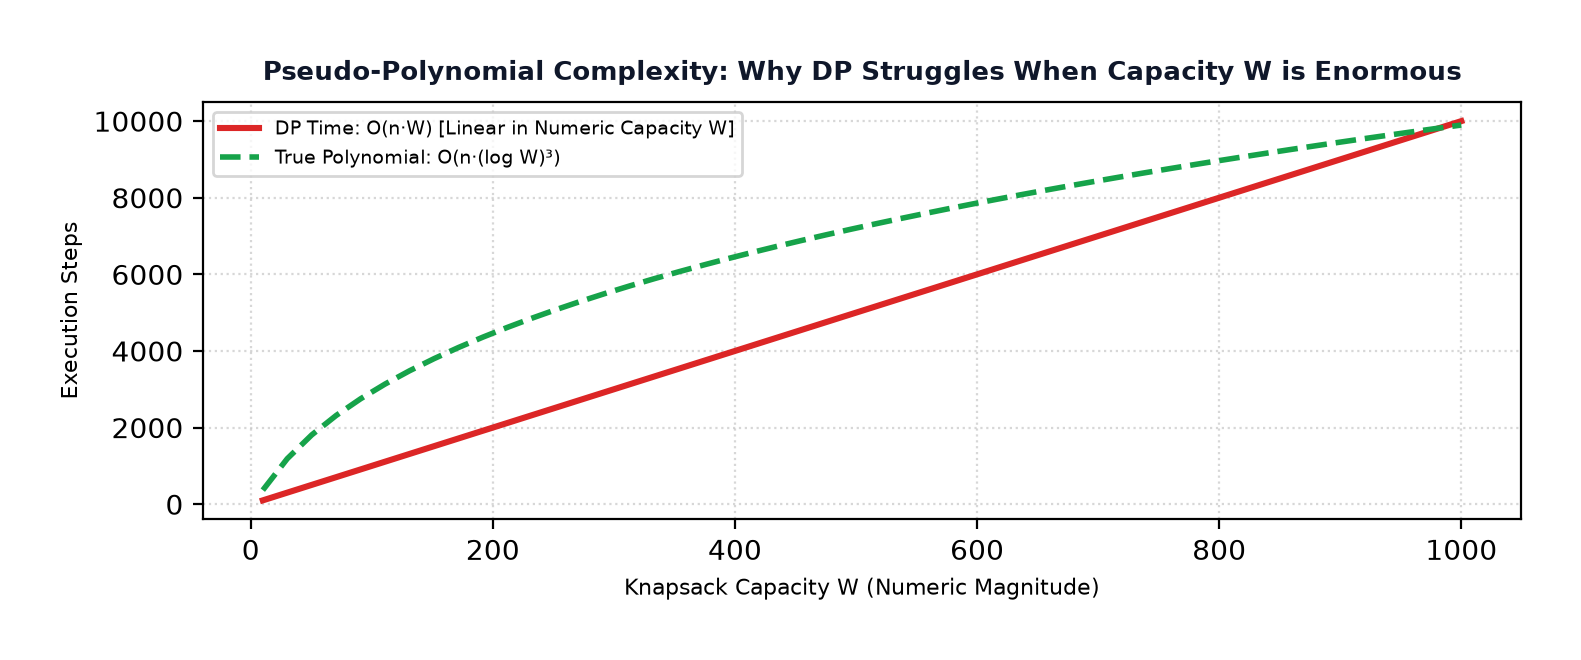 Pseudo-Polynomial Complexity: Why DP Struggles When Capacity W is Enormous
DP Time: O(n·W) [Linear in Numeric Capacity W]
True Polynomial: O(n·(log W)³)
Execution Steps
10000
8000
6000
4000
2000
0
0 200 400 600 800 1000
Knapsack Capacity W (Numeric Magnitude)